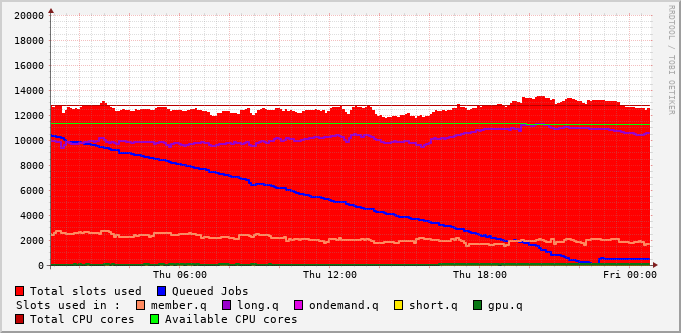 RRDTOOL / TOBI OETIKER
20000
18000
16000
14000
12000
10000
8000
6000
4000
2000
0
Thu 06:00 Thu 12:00 Thu 18:00 Fri 00:00
Total slots used Queued Jobs
Slots used in : member.q long.q ondemand.q short.q gpu.q
Total CPU cores Available CPU cores